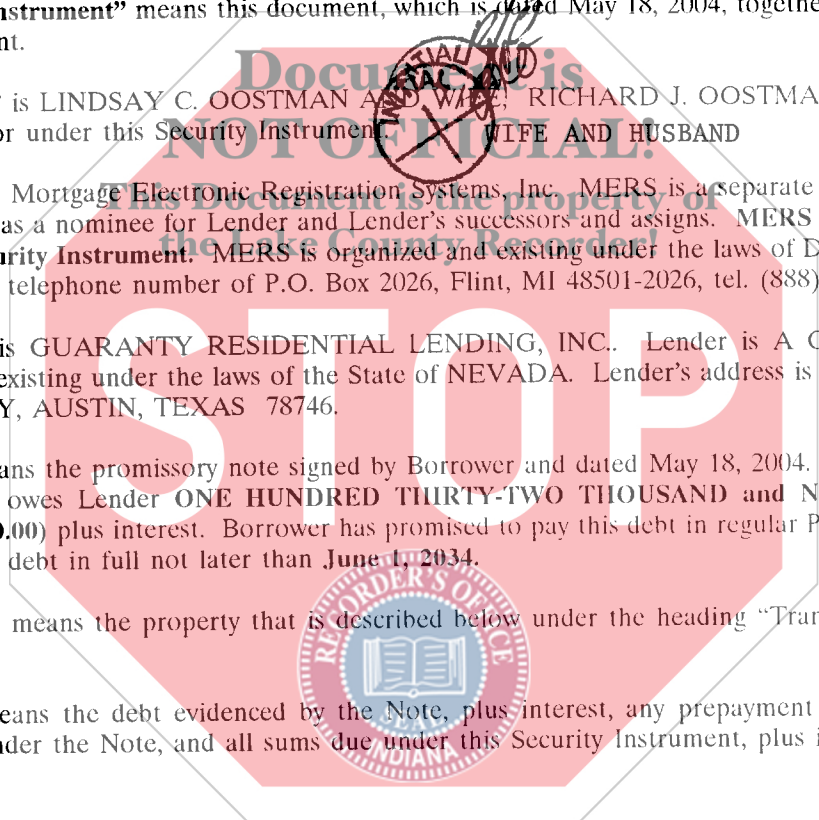 nstrument” means this document, which is dated May 18, 2004, togethe
nt.
Document is
is LINDSAY C. OOSTMAN AND WIFE, RICHARD J. OOSTMA
or under this Security Instrument. WIFE AND HUSBAND
NOT OFFICIAL!
INITIAL
Mortgage Electronic Registration Systems, Inc. MERS is a separate
This Document is the property of
as a nominee for Lender and Lender's successors and assigns. MERS
the Lake County Recorder!
urity Instrument. MERS is organized and existing under the laws of D
telephone number of P.O. Box 2026, Flint, MI 48501-2026, tel. (888)
STOP
is GUARANTY RESIDENTIAL LENDING, INC.. Lender is A C
existing under the laws of the State of NEVADA. Lender's address is
Y, AUSTIN, TEXAS 78746.
ans the promissory note signed by Borrower and dated May 18, 2004.
owes Lender ONE HUNDRED THIRTY-TWO THOUSAND and N
0.00) plus interest. Borrower has promised to pay this debt in regular P
debt in full not later than June 1, 2034.
RECORDER'S OFFICE
means the property that is described below under the heading “Tran
SEAL
INDIANA
eans the debt evidenced by the Note, plus interest, any prepayment
nder the Note, and all sums due under this Security Instrument, plus i